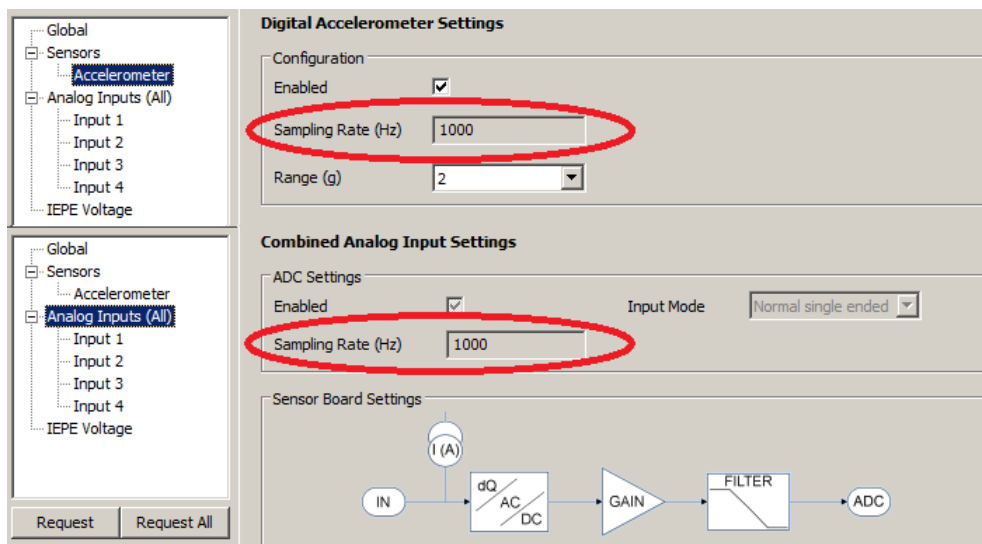 Global
Sensors
Accelerometer
Analog Inputs (All)
Input 1
Input 2
Input 3
Input 4
IEPE Voltage
Digital Accelerometer Settings
Configuration
Enabled
Sampling Rate (Hz) 1000
Range (g) 2
Global
Sensors
Accelerometer
Analog Inputs (All)
Input 1
Input 2
Input 3
Input 4
IEPE Voltage
Request Request All
Combined Analog Input Settings
ADC Settings
Enabled Input Mode Normal single ended
Sampling Rate (Hz) 1000
Sensor Board Settings
I (A)
IN
dQ
AC
DC
GAIN
FILTER
ADC